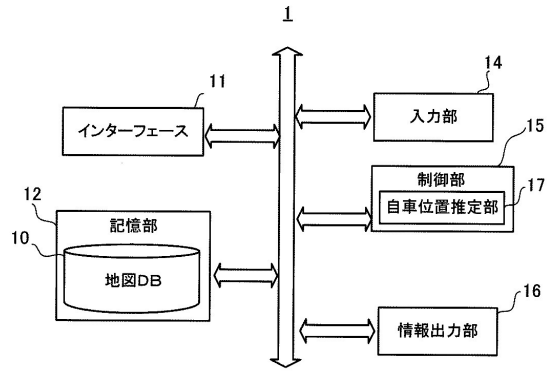 1
11
インターフェース
14
入力部
15
制御部
17
自車位置推定部
12
記憶部
10
地図DB
16
情報出力部